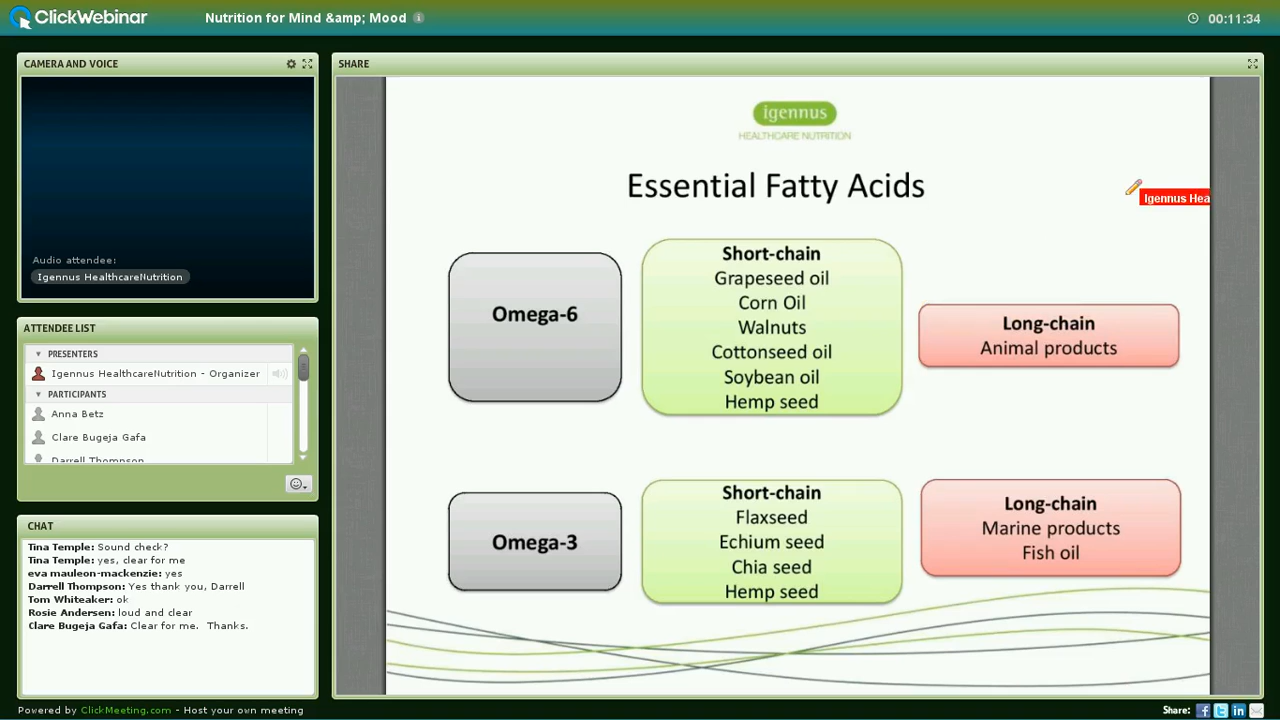 ClickWebinar
Nutrition for Mind &amp; Mood
00:11:34
CAMERA AND VOICE
Audio attendee:
Igennus HealthcareNutrition
ATTENDEE LIST
PRESENTERS
Igennus HealthcareNutrition - Organizer
PARTICIPANTS
Anna Betz
Clare Bugeja Gafa
Darrell Thompson
CHAT
Tina Temple: Sound check?
Tina Temple: yes, clear for me
eva mauleon-mackenzie: yes
Darrell Thompson: Yes thank you, Darrell
Tom Whiteaker: ok
Rosie Andersen: loud and clear
Clare Bugeja Gafa: Clear for me. Thanks.
SHARE
igennus
HEALTHCARE NUTRITION
Essential Fatty Acids
Igennus Hea
Omega-6
Short-chain
Grapeseed oil
Corn Oil
Walnuts
Cottonseed oil
Soybean oil
Hemp seed
Long-chain
Animal products
Omega-3
Short-chain
Flaxseed
Echium seed
Chia seed
Hemp seed
Long-chain
Marine products
Fish oil
Powered by ClickMeeting.com - Host your own meeting
Share: